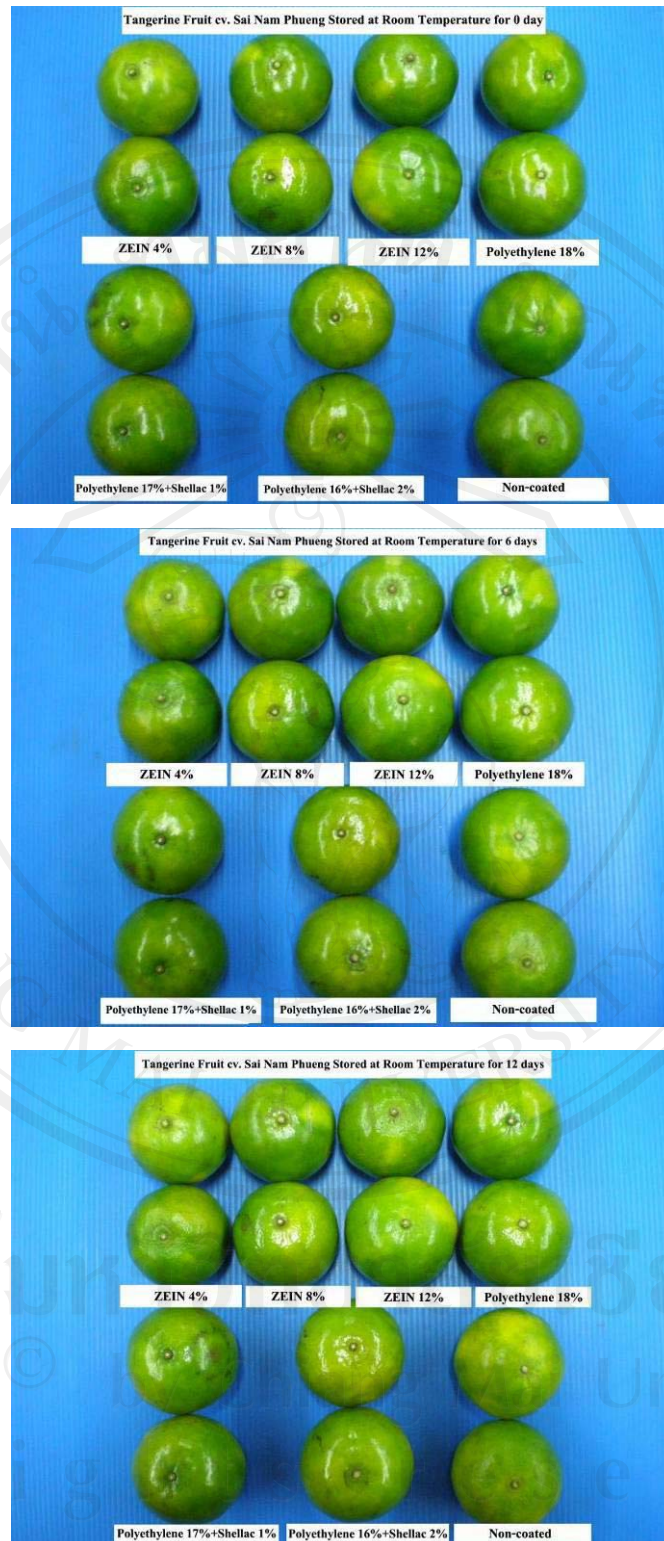 Tangerine Fruit cv. Sai Nam Phueng Stored at Room Temperature for 0 day
ZEIN 4%
ZEIN 8%
ZEIN 12%
Polyethylene 18%
Polyethylene 17%+Shellac 1%
Polyethylene 16%+Shellac 2%
Non-coated
Tangerine Fruit cv. Sai Nam Phueng Stored at Room Temperature for 6 days
ZEIN 4%
ZEIN 8%
ZEIN 12%
Polyethylene 18%
Polyethylene 17%+Shellac 1%
Polyethylene 16%+Shellac 2%
Non-coated
Tangerine Fruit cv. Sai Nam Phueng Stored at Room Temperature for 12 days
ZEIN 4%
ZEIN 8%
ZEIN 12%
Polyethylene 18%
Polyethylene 17%+Shellac 1%
Polyethylene 16%+Shellac 2%
Non-coated